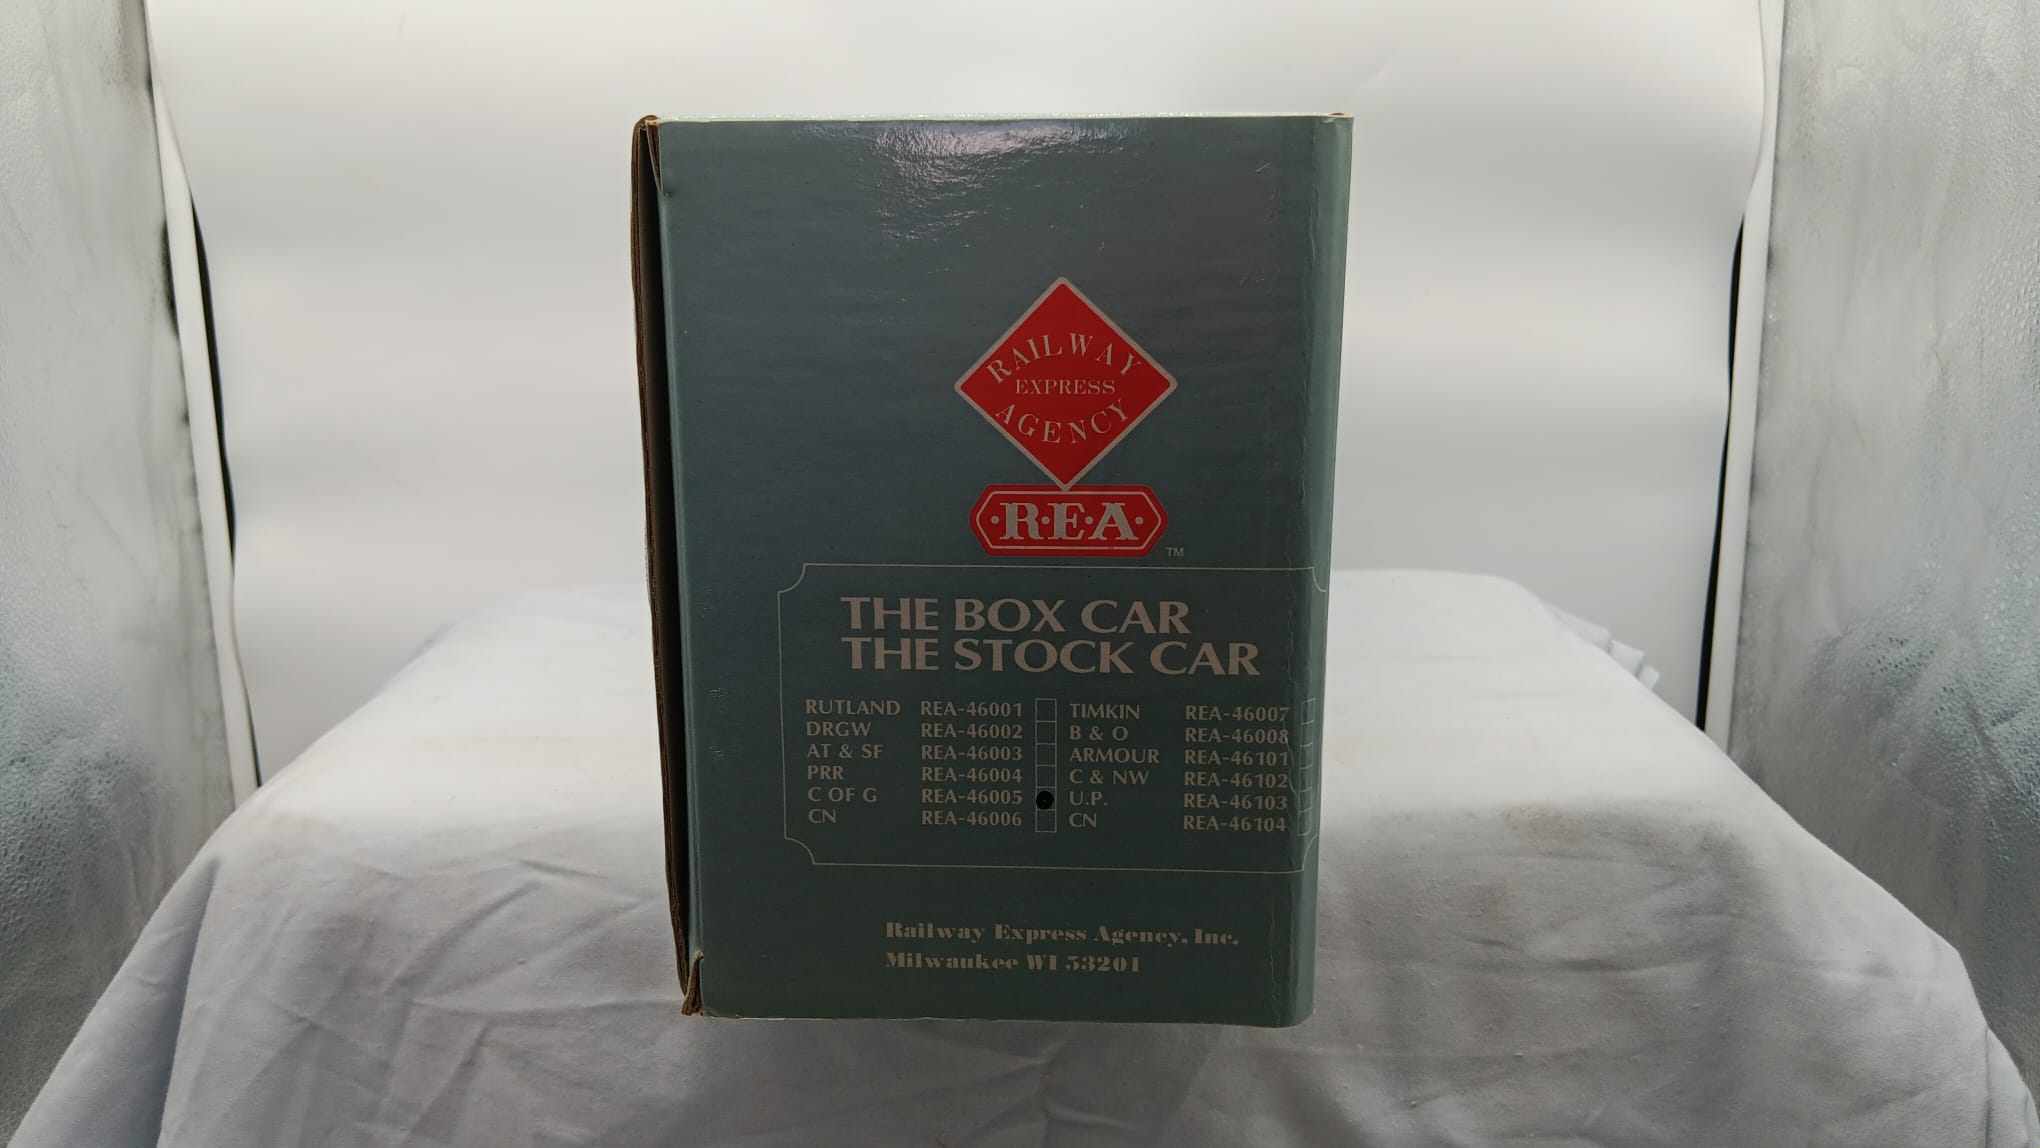 RAILWAY
EXPRESS
AGENCY
·R·E·A·
TM
THE BOX CAR
THE STOCK CAR
RUTLAND REA-46001 TIMKIN REA-46007
DRGW REA-46002 B & O REA-46008
AT & SF REA-46003 ARMOUR REA-46101
PRR REA-46004 C & NW REA-46102
C OF G REA-46005 U.P. REA-46103
CN REA-46006 CN REA-46104
Railway Express Agency, Inc.
Milwaukee WI 53201